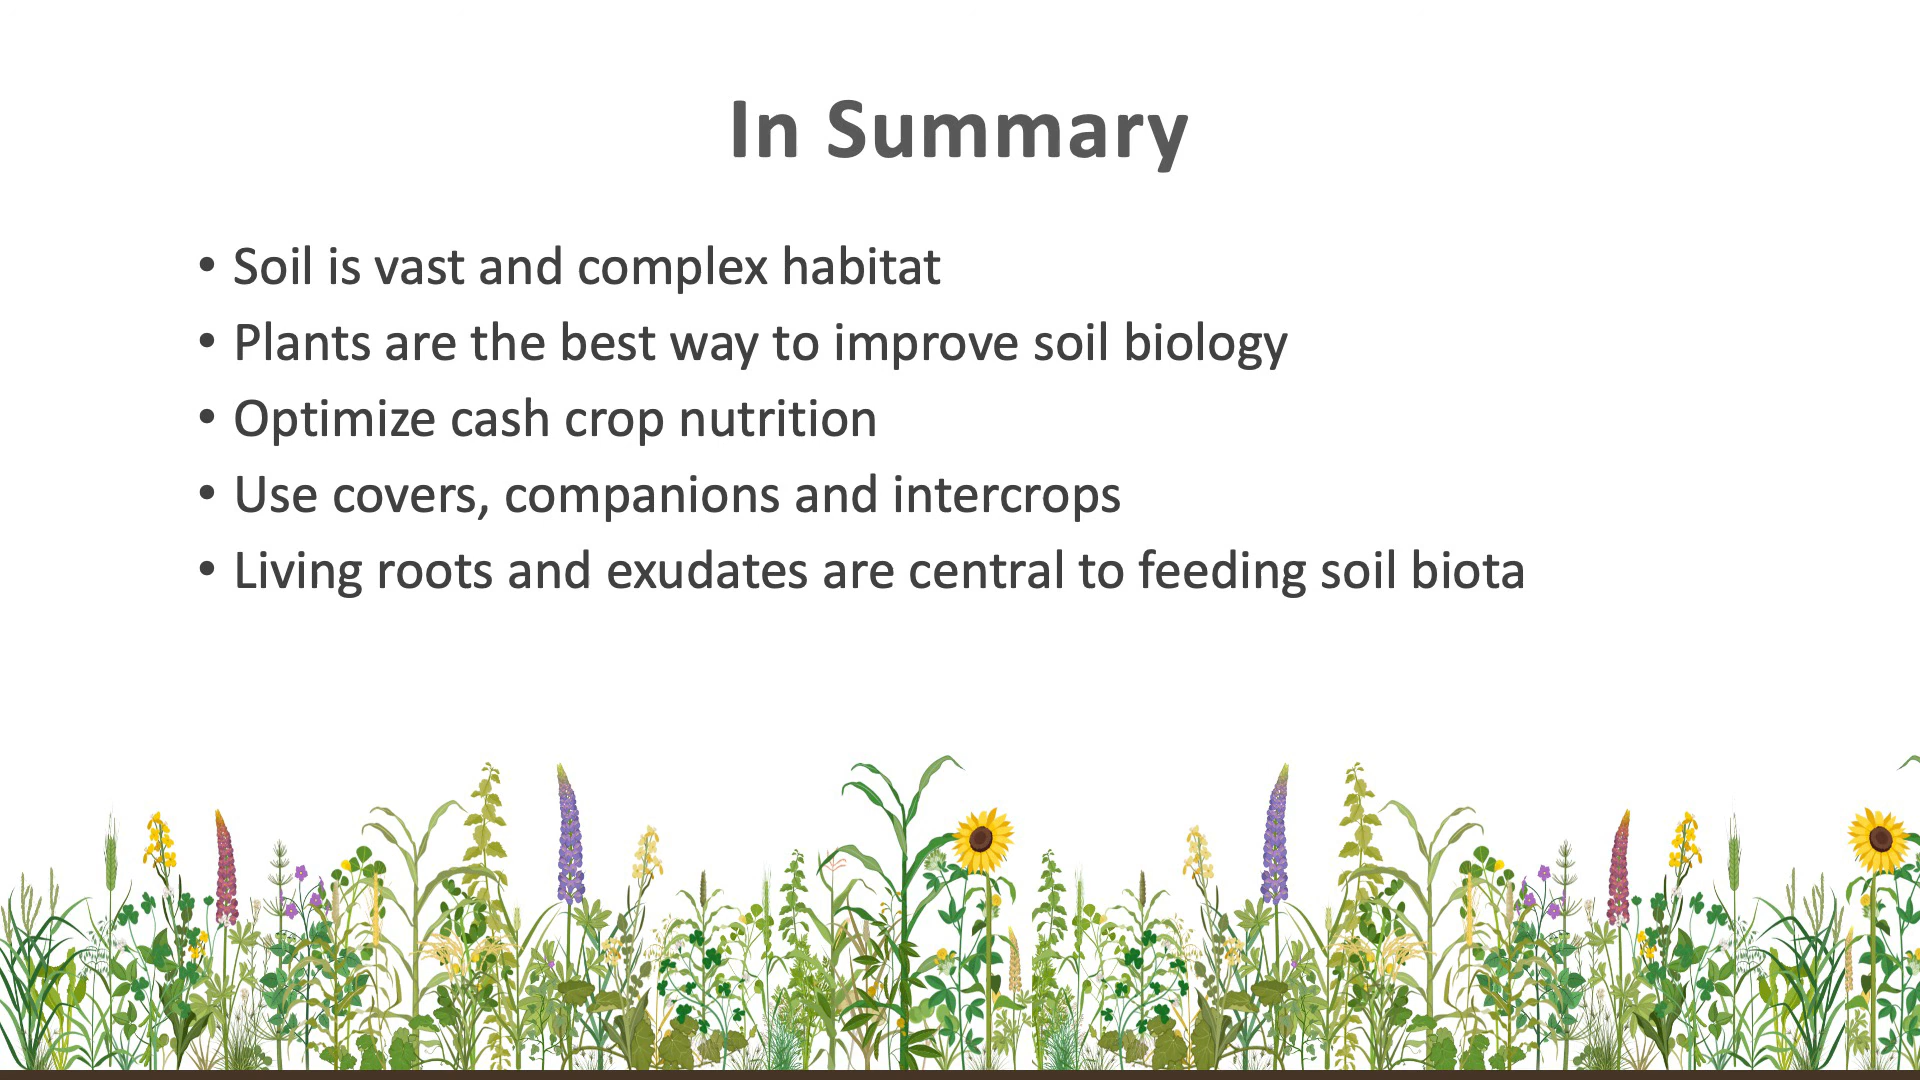 In Summary
• Soil is vast and complex habitat
• Plants are the best way to improve soil biology
• Optimize cash crop nutrition
• Use covers, companions and intercrops
• Living roots and exudates are central to feeding soil biota